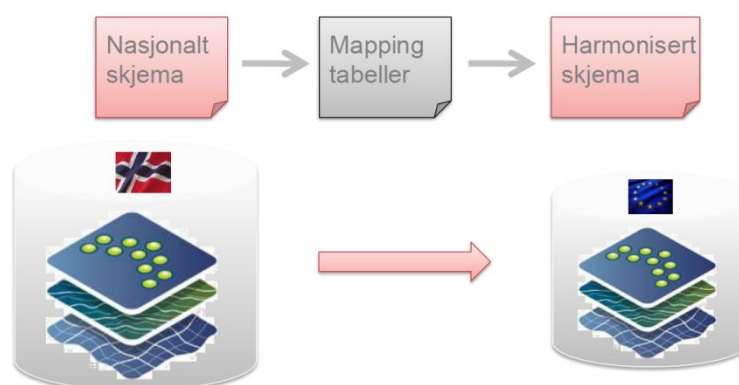 Nasjonalt
skjema
Mapping
tabeller
Harmonisert
skjema